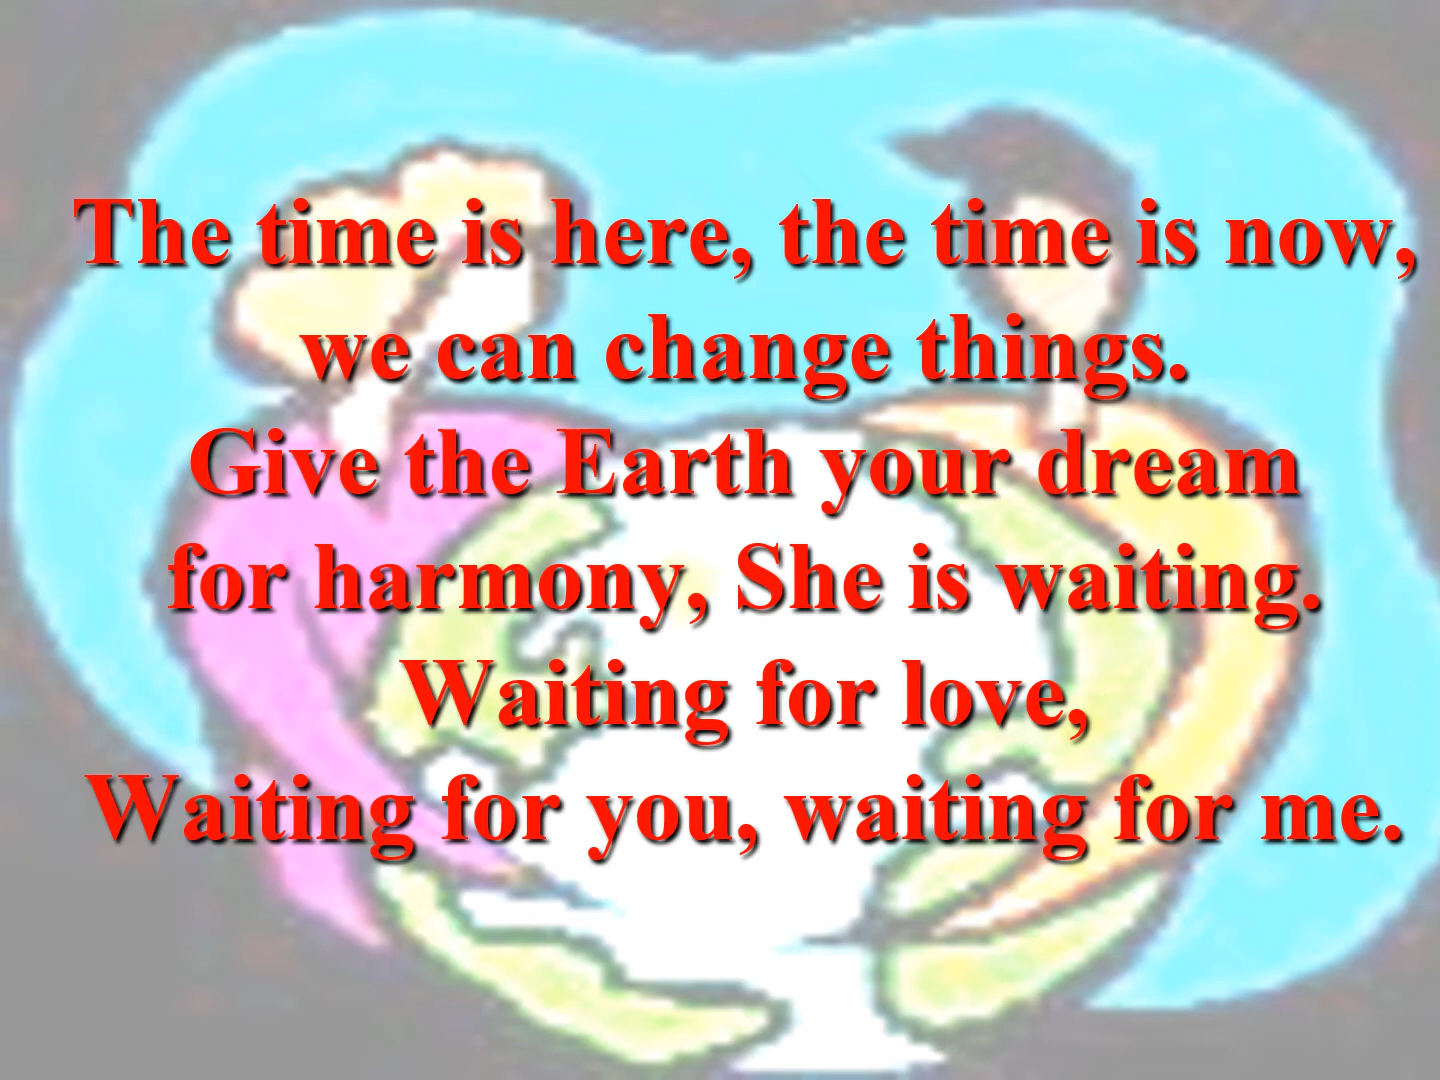 The time is here, the time is now,
we can change things.
Give the Earth your dream
for harmony, She is waiting.
Waiting for love,
Waiting for you, waiting for me.